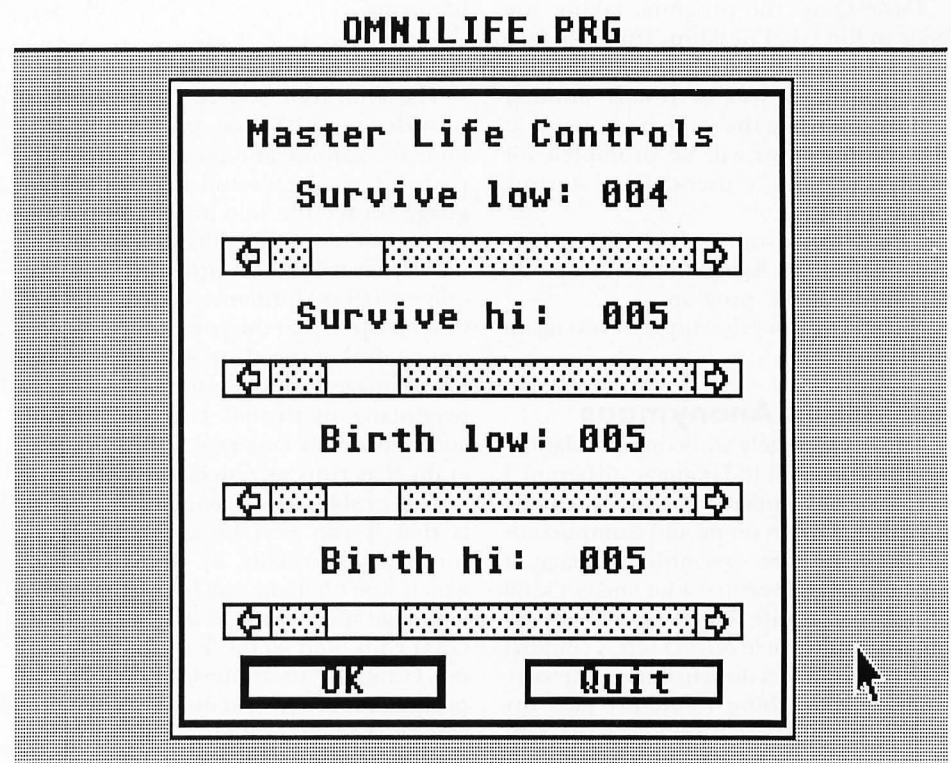 OMNILIFE.PRG
Master Life Controls
Survive low: 004
Survive hi: 005
Birth low: 005
Birth hi: 005
OK
Quit